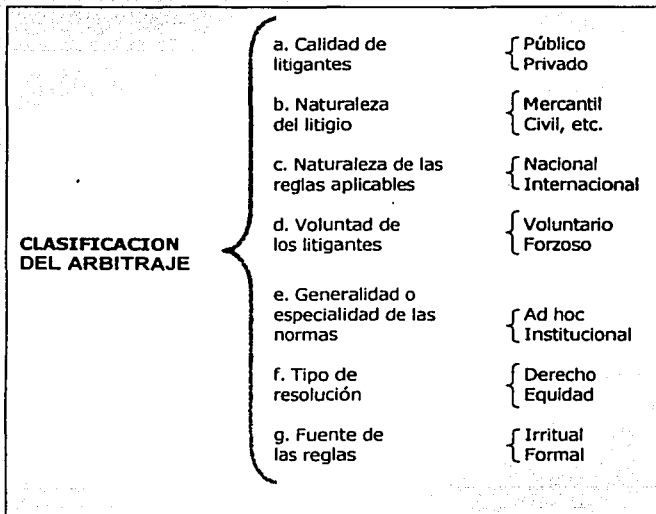 CLASIFICACION
DEL ARBITRAJE
a. Calidad de
litigantes
Público
Privado
b. Naturaleza
del litigio
Mercantil
Civil, etc.
c. Naturaleza de las
reglas aplicables
Nacional
Internacional
d. Voluntad de
los litigantes
Voluntario
Forzoso
e. Generalidad o
especialidad de las
normas
Ad hoc
Institucional
f. Tipo de
resolución
Derecho
Equidad
g. Fuente de
las reglas
Irritual
Formal